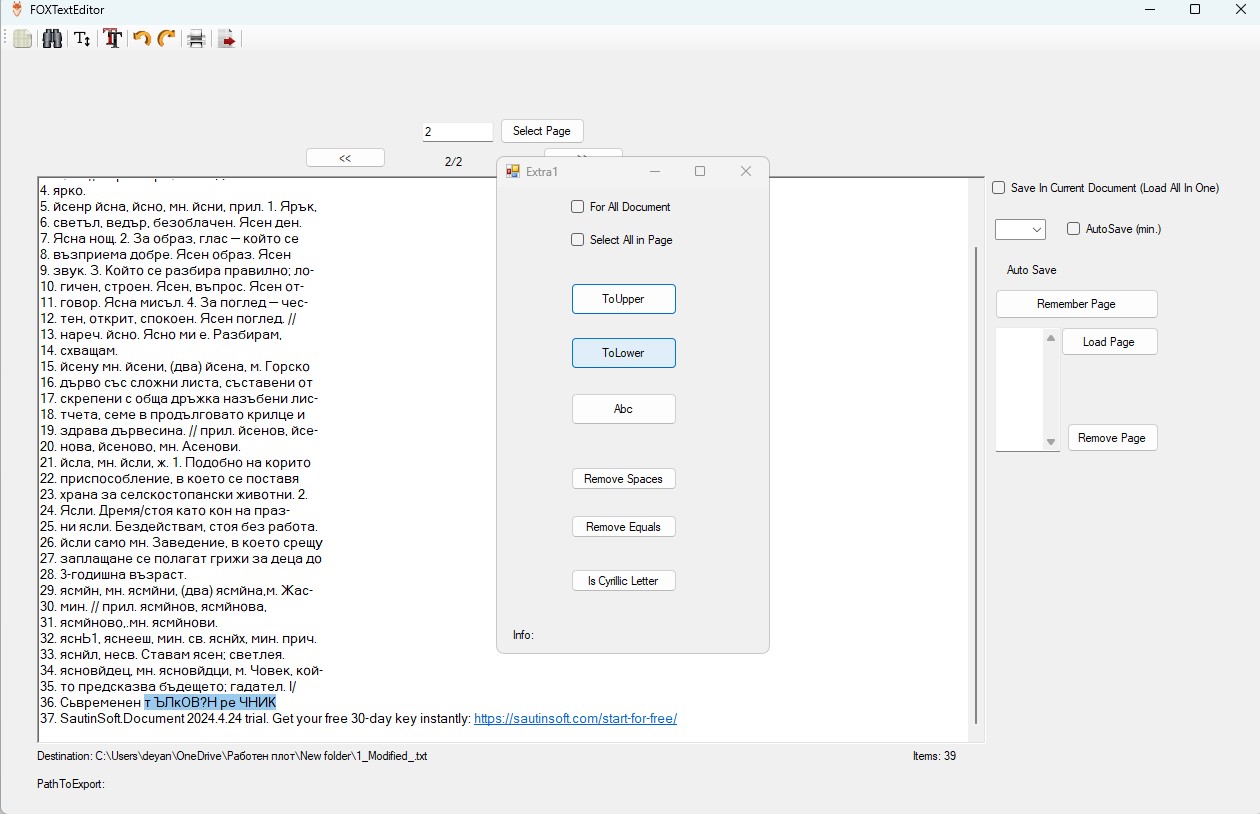 FOXTextEditor
2
Select Page
<<
2/2
Extra1
For All Document
Select All in Page
ToUpper
ToLower
Abc
Remove Spaces
Remove Equals
Is Cyrillic Letter
Info:
4. ярко.
5. йсенр йсна, йсно, мн. йсни, прил. 1. Ярък,
6. светъл, ведър, безоблачен. Ясен ден.
7. Ясна нощ. 2. За образ, глас — който се
8. възприема добре. Ясен образ. Ясен
9. звук. 3. Който се разбира правилно; ло-
10. гичен, строен. Ясен, въпрос. Ясен от-
11. говор. Ясна мисъл. 4. За поглед — чес-
12. тен, открит, спокоен. Ясен поглед. //
13. нареч. йсно. Ясно ми е. Разбирам,
14. схващам.
15. йсену мн. йсени, (два) йсена, м. Горско
16. дърво със сложни листа, съставени от
17. скрепени с обща дръжка назъбени лис-
18. тчета, семе в продълговато крилце и
19. здрава дървесина. // прил. йсенов, йсе-
20. нова, йсеново, мн. Асенови.
21. йсла, мн. йсли, ж. 1. Подобно на корито
22. приспособление, в което се поставя
23. храна за селскостопански животни. 2.
24. Ясли. Дремя/стоя като кон на праз-
25. ни ясли. Бездействам, стоя без работа.
26. йсли само мн. Заведение, в което срещу
27. заплащане се полагат грижи за деца до
28. 3-годишна възраст.
29. ясмйн, мн. ясмйни, (два) ясмйна,м. Жас-
30. мин. // прил. ясмйнов, ясмйнова,
31. ясмйново,.мн. ясмйнови.
32. яснЬ1, яснееш, мин. св. яснйх, мин. прич.
33. яснйл, несв. Ставам ясен; светлея.
34. ясновйдец, мн. ясновйдци, м. Човек, кой-
35. то предсказва бъдещето; гадател. I/
36. Сьвременен т ЪЛкОВ?Н ре ЧНИК
37. SautinSoft.Document 2024.4.24 trial. Get your free 30-day key instantly: https://sautinsoft.com/start-for-free/
Save In Current Document (Load All In One)
AutoSave (min.)
Auto Save
Remember Page
Load Page
Remove Page
Destination: C:\Users\deyan\OneDrive\Работен плот\New folder\1_Modified_.txt
Items: 39
PathToExport: